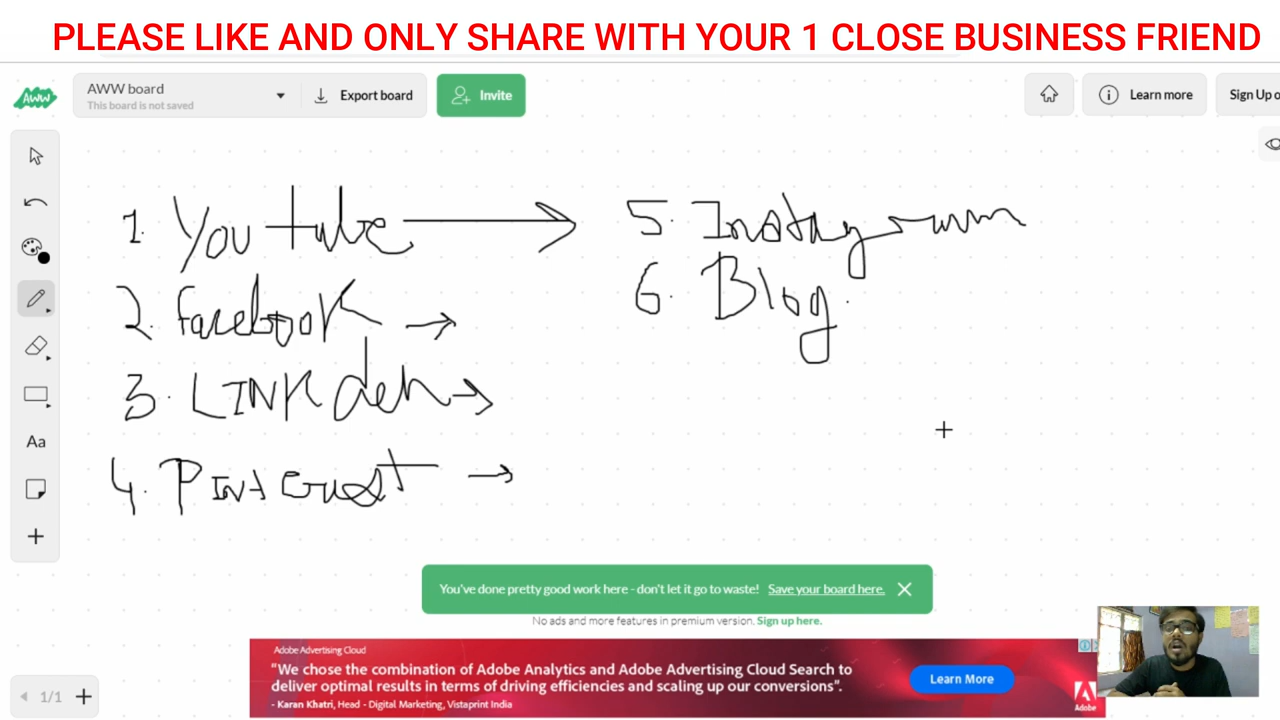 PLEASE LIKE AND ONLY SHARE WITH YOUR 1 CLOSE BUSINESS FRIEND
AWW
AWW board
This board is not saved
Export board
Invite
Learn more
Sign Up o
1. YouTube
2. Facebook
3. LINKden
4. PINterest
5. Instagram
6. Blog.
Aa
You've done pretty good work here - don't let it go to waste! Save your board here.
No ads and more features in premium version. Sign up here.
Adobe Advertising Cloud
“We chose the combination of Adobe Analytics and Adobe Advertising Cloud Search to
deliver optimal results in terms of driving efficiencies and scaling up our conversions”.
- Karan Khatri, Head - Digital Marketing, Vistaprint India
Learn More
Adobe
1/1